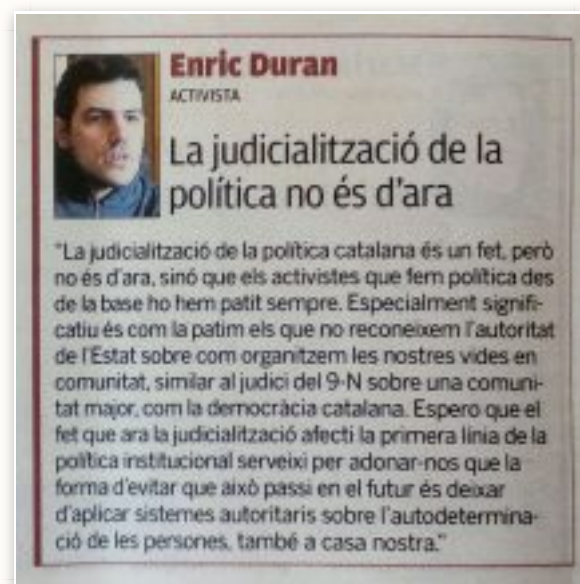 Enric Duran
ACTIVISTA
La judicialització de la
política no és d'ara
"La judicialització de la política catalana és un fet, però
no és d'ara, sinó que els activistes que fem política des
de la base ho hem patit sempre. Especialment signifi-
catiu és com la patim els que no reconeixem l'autoritat
de l'Estat sobre com organitzem les nostres vides en
comunitat, similar al judici del 9-N sobre una comuni-
tat major, com la democràcia catalana. Espero que el
fet que ara la judicialització afecti la primera línia de la
política institucional serveixi per adonar-nos que la
forma d'evitar que això passi en el futur és deixar
d'aplicar sistemes autoritaris sobre l'autodetermina-
ció de les persones, també a casa nostra."